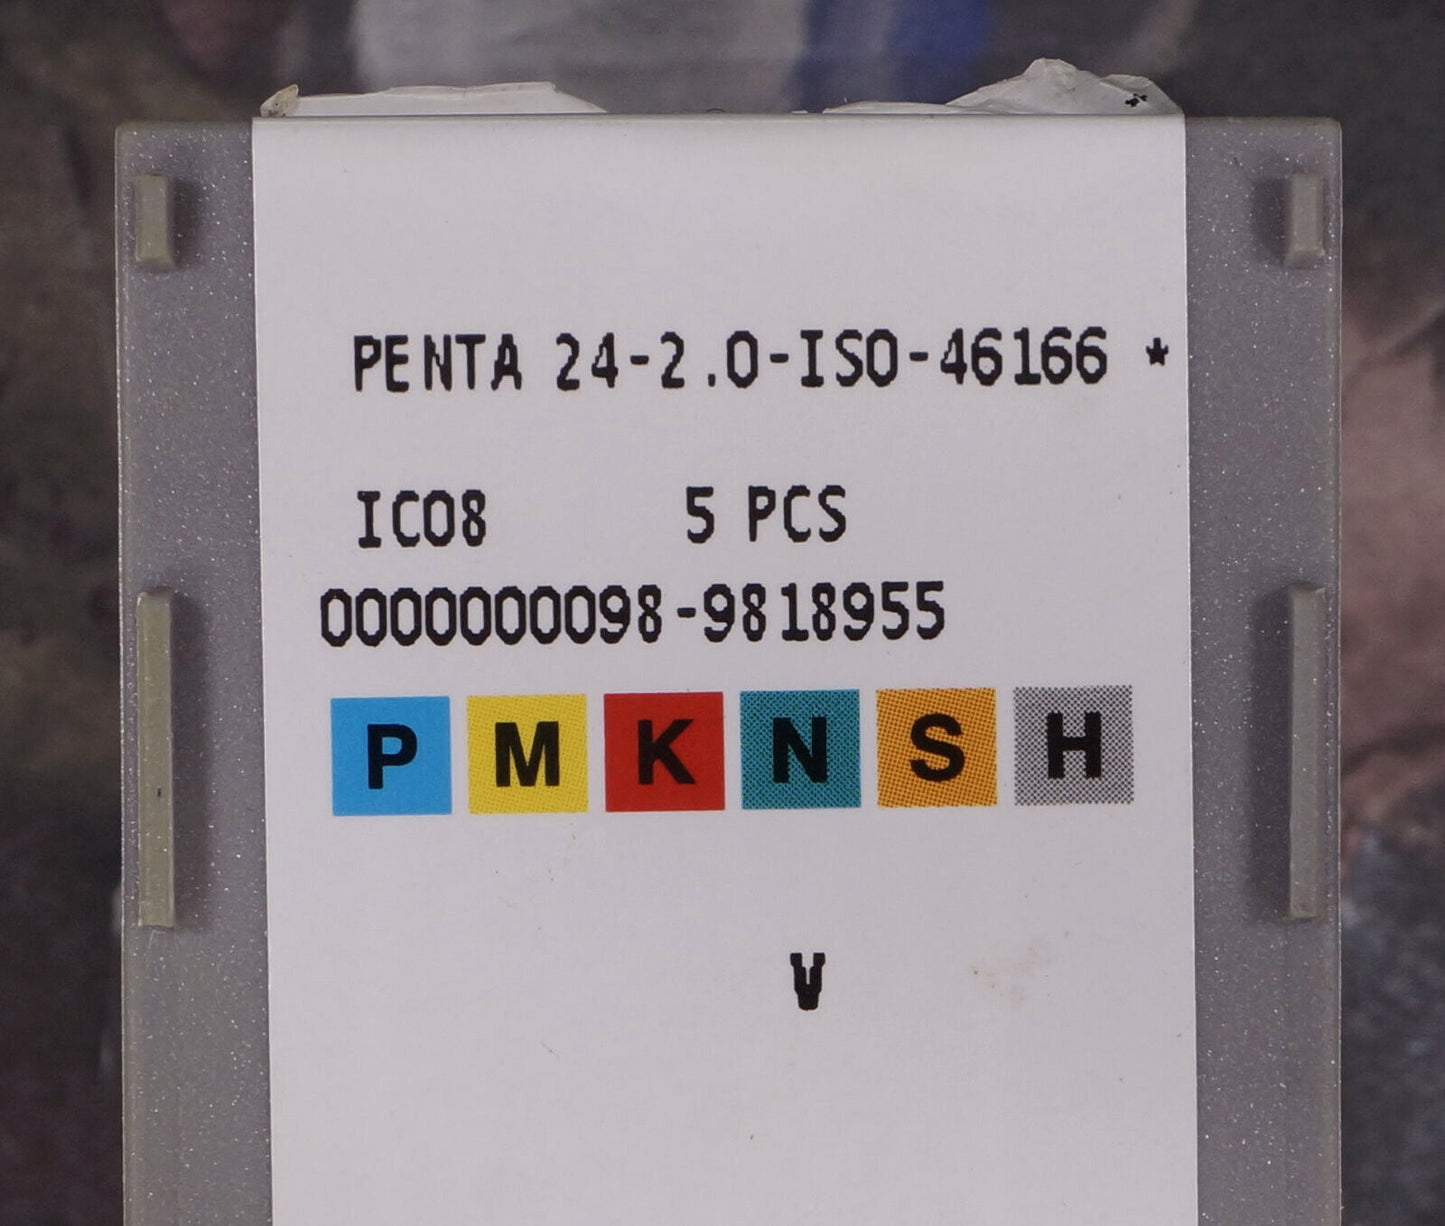 PENTA 24-2.0-ISO-46166 *
IC08 5 PCS
0000000098-9818955
P M K N S H
V